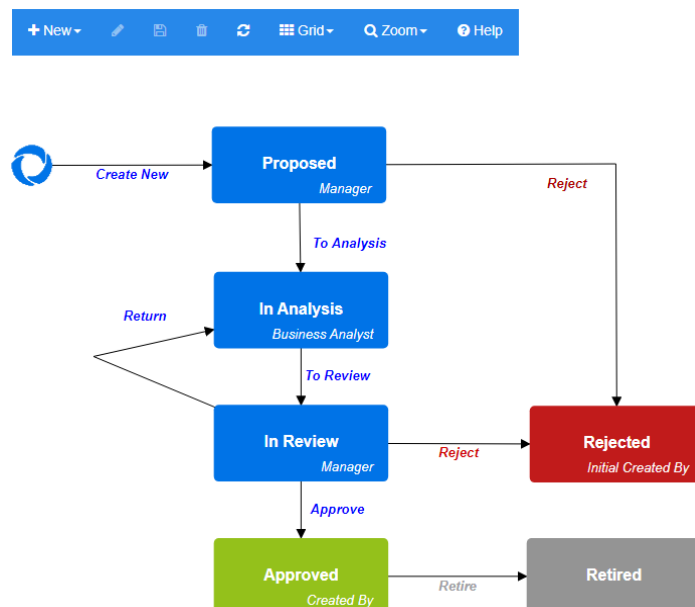 New
Grid
Zoom
Help
Proposed
Manager
Create New
Reject
To Analysis
In Analysis
Business Analyst
Return
To Review
In Review
Manager
Reject
Rejected
Initial Created By
Approve
Approved
Created By
Retire
Retired